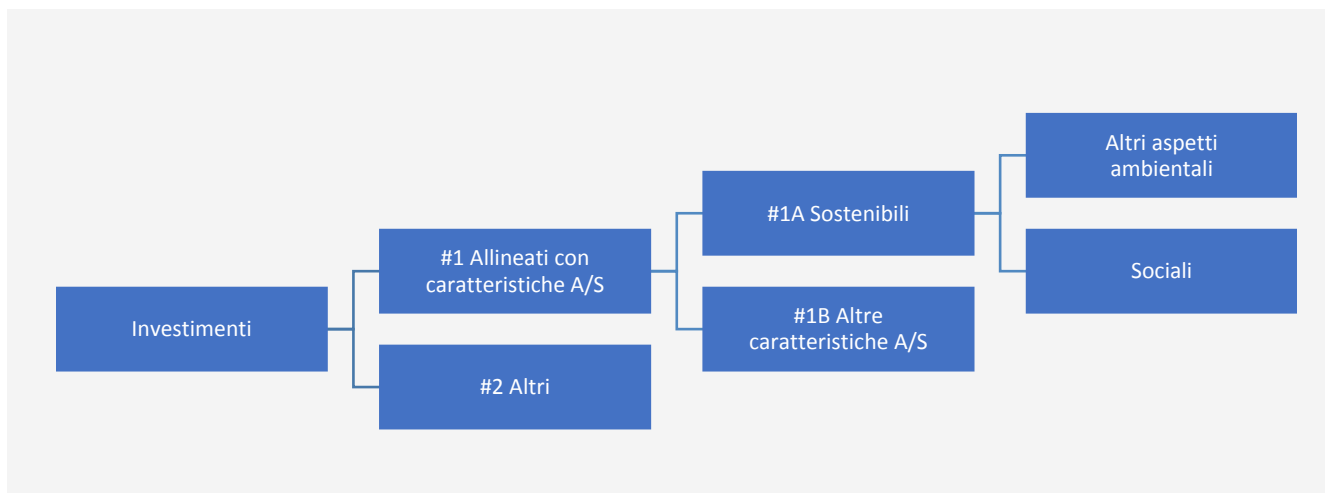 Investimenti
#1 Allineati con
caratteristiche A/S
#2 Altri
#1A Sostenibili
#1B Altre
caratteristiche A/S
Altri aspetti
ambientali
Sociali